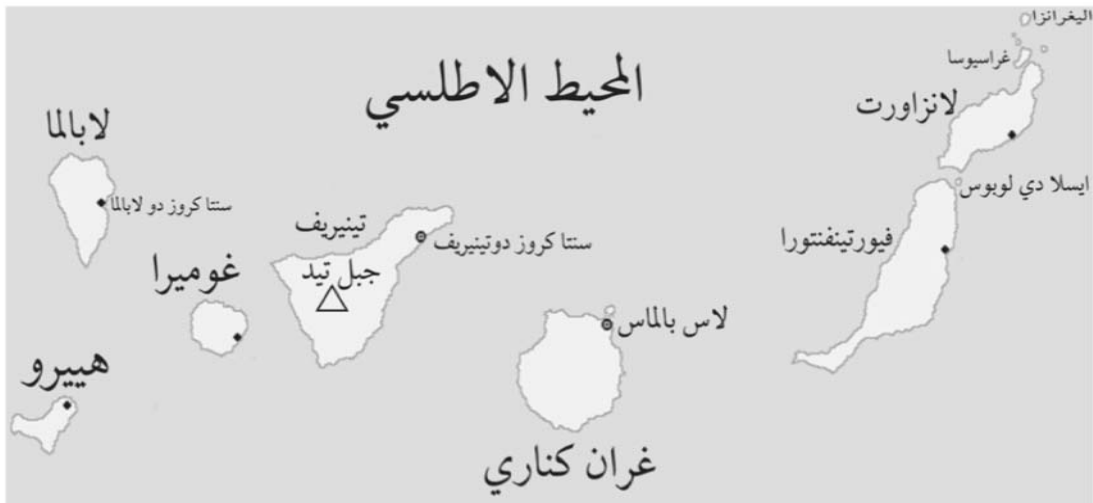 اليغرانزا
غراسيوسا
المحيط الاطلسي
لانزاورت
لابالما
ايسلا دي لوبوس
سنتا كروز دو لابالما
تينيريف
سنتا كروز دوتينيريف
فيورتينفنتورا
غوميرا
جبل تيد
لاس بالماس
هييرو
غران كناري